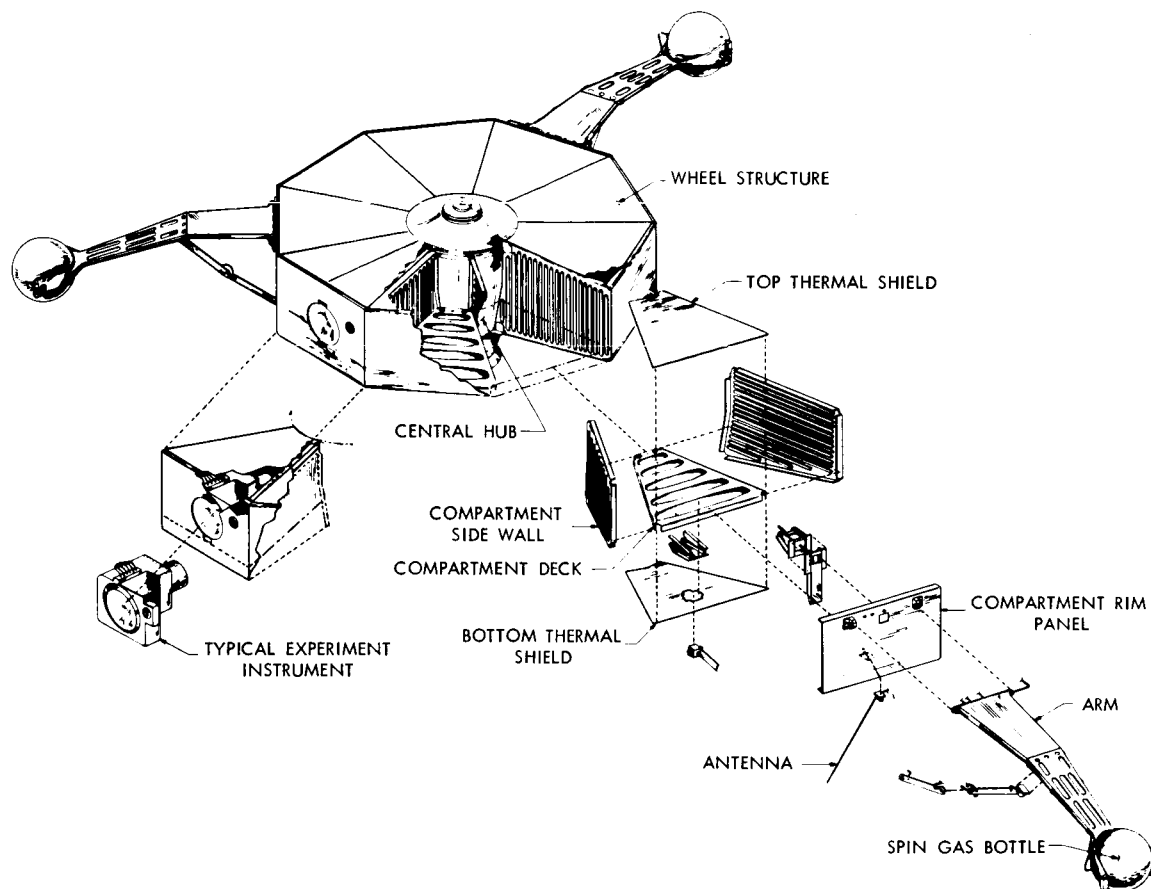 WHEEL STRUCTURE
TOP THERMAL SHIELD
CENTRAL HUB
COMPARTMENT
SIDE WALL
COMPARTMENT DECK
COMPARTMENT RIM
PANEL
BOTTOM THERMAL
SHIELD
TYPICAL EXPERIMENT
INSTRUMENT
ARM
ANTENNA
SPIN GAS BOTTLE